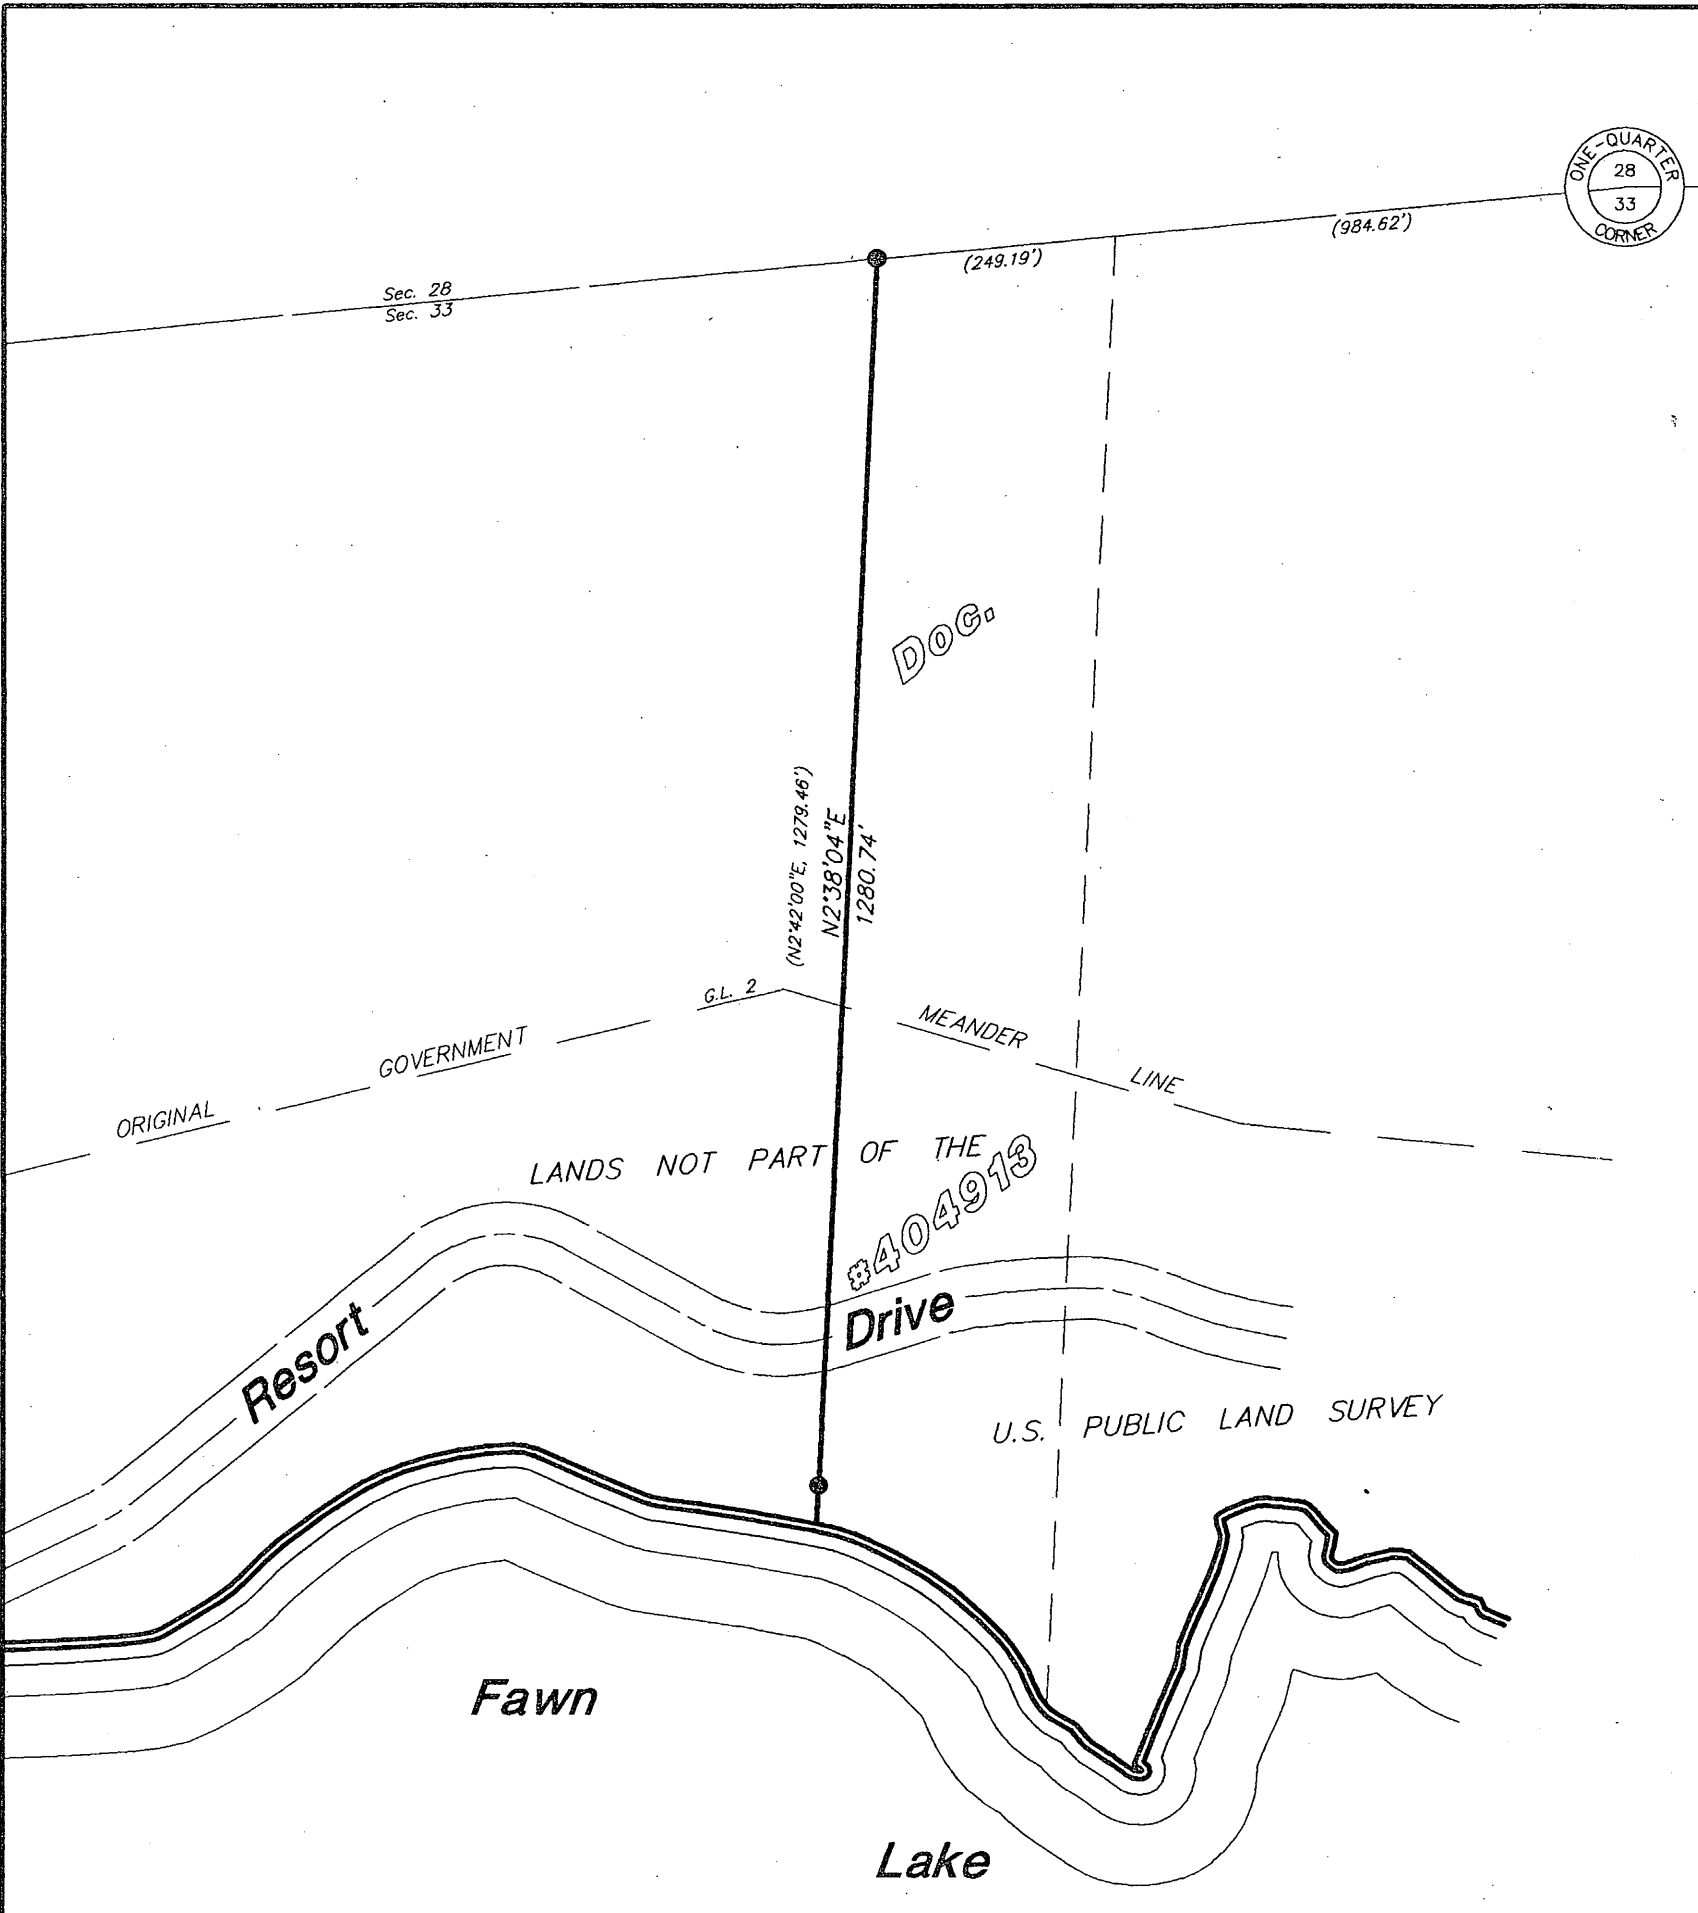 ONE-QUARTER
28
33
CORNER
(984.62')
(249.19')
Sec. 28
Sec. 33
Doc.
(N2°42'00"E, 1279.46')
N2°38'04"E
1280.74'
G.L. 2
ORIGINAL GOVERNMENT MEANDER LINE
LANDS NOT PART OF THE
#404913
Resort Drive
U.S. PUBLIC LAND SURVEY
Fawn
Lake